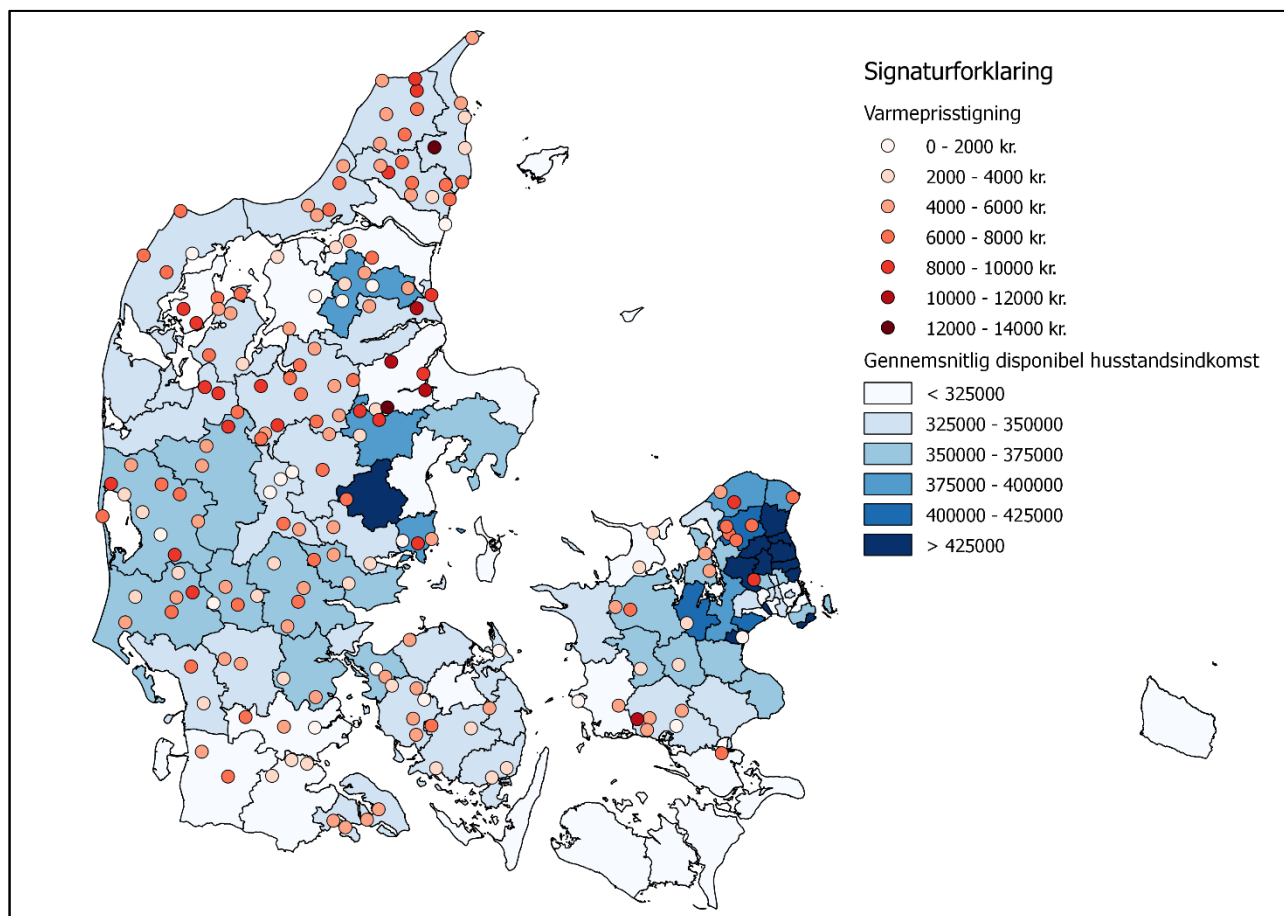 Signaturforklaring
Varmeprisstigning
0 - 2000 kr.
2000 - 4000 kr.
4000 - 6000 kr.
6000 - 8000 kr.
8000 - 10000 kr.
10000 - 12000 kr.
12000 - 14000 kr.
Gennemsnitlig disponibel husstandsindkomst
< 325000
325000 - 350000
350000 - 375000
375000 - 400000
400000 - 425000
> 425000